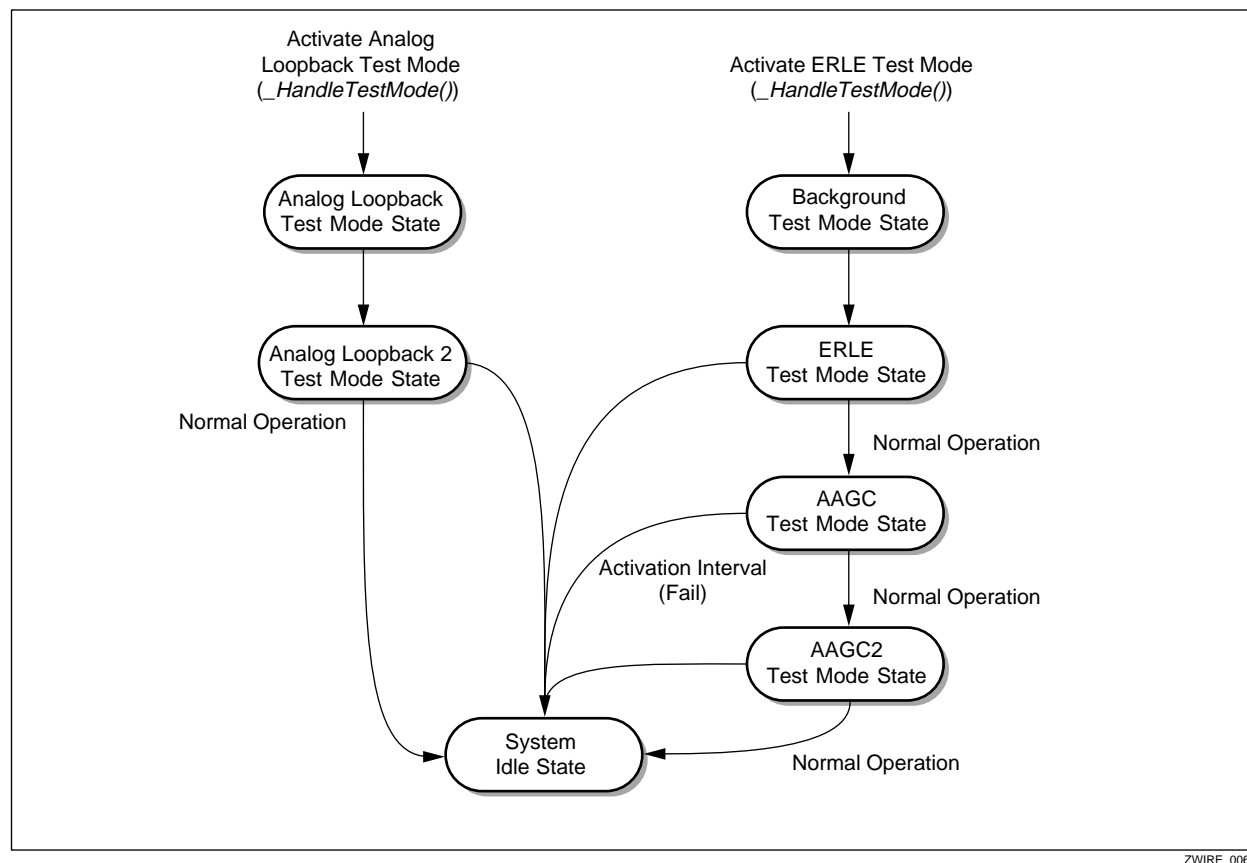 Activate Analog
Loopback Test Mode
(_HandleTestMode())
Activate ERLE Test Mode
(_HandleTestMode())
Analog Loopback
Test Mode State
Background
Test Mode State
Analog Loopback 2
Test Mode State
ERLE
Test Mode State
Normal Operation
Normal Operation
AAGC
Test Mode State
Activation Interval
(Fail)
Normal Operation
AAGC2
Test Mode State
System
Idle State
Normal Operation
ZWIRE_006